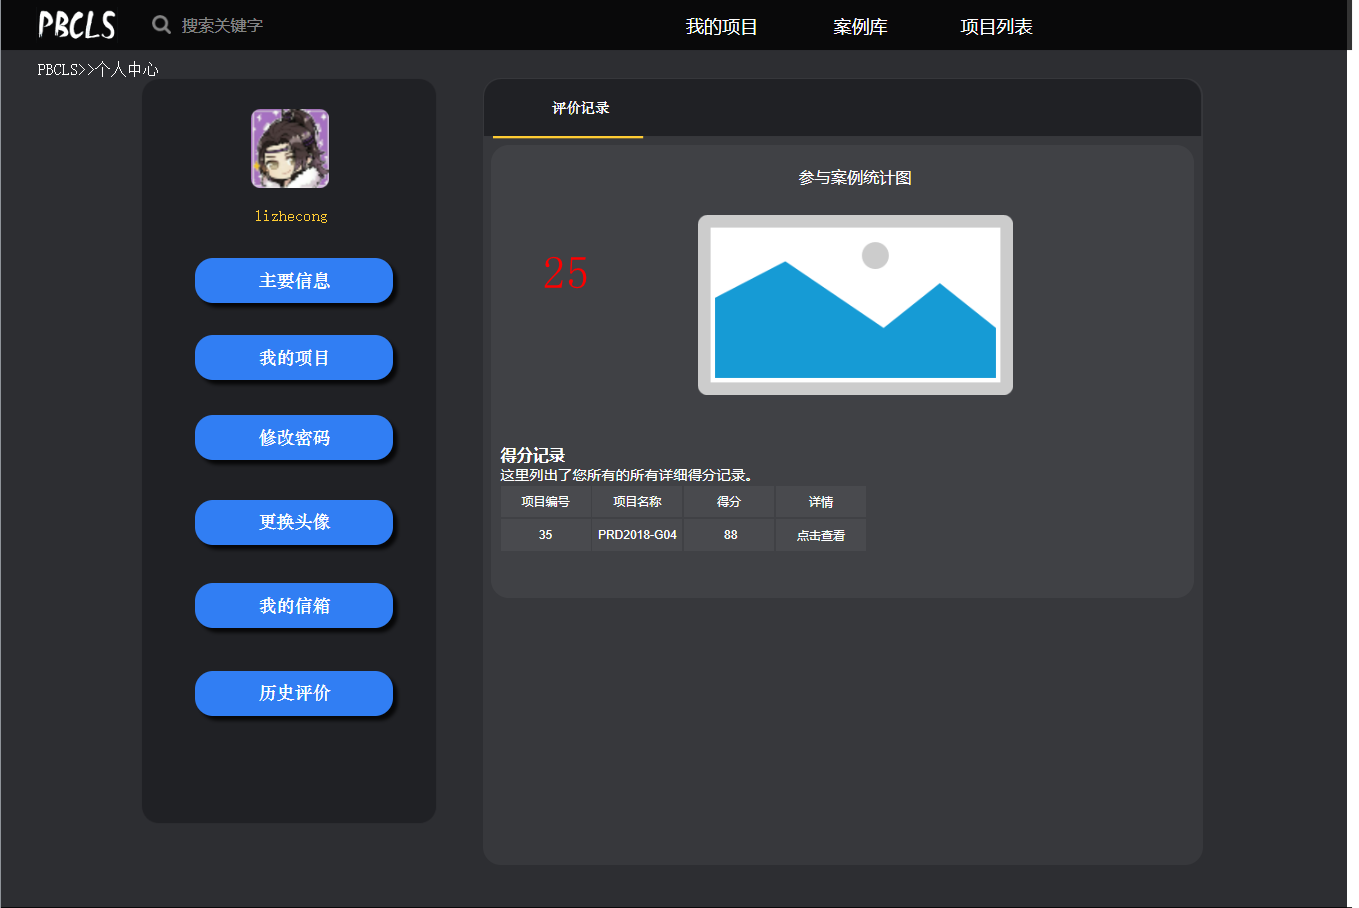 PBCLS 搜索关键字 我的项目 案例库 项目列表
PBCLS>>个人中心
lizhecong
主要信息
我的项目
修改密码
更换头像
我的信箱
历史评价
评价记录
参与案例统计图
25
得分记录
这里列出了您所有的所有详细得分记录。
项目编号 项目名称 得分 详情
35 PRD2018-G04 88 点击查看